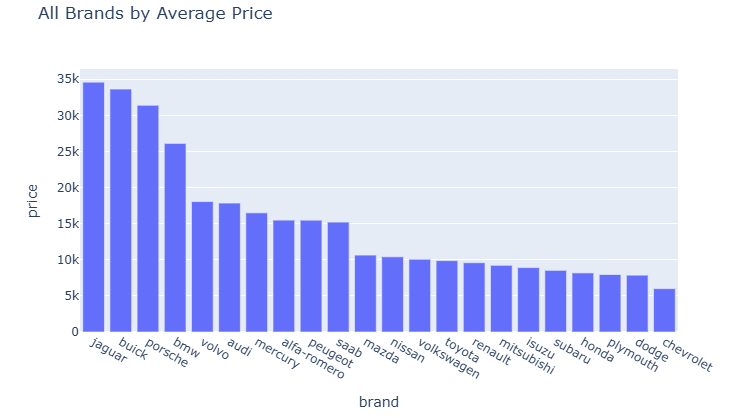 All Brands by Average Price
35k
30k
25k
20k
15k
10k
5k
0
price
jaguar
buick
porsche
bmw
volvo
audi
mercury
alfa-romero
peugeot
saab
mazda
nissan
volkswagen
toyota
renault
mitsubishi
isuzu
subaru
honda
plymouth
dodge
chevrolet
brand